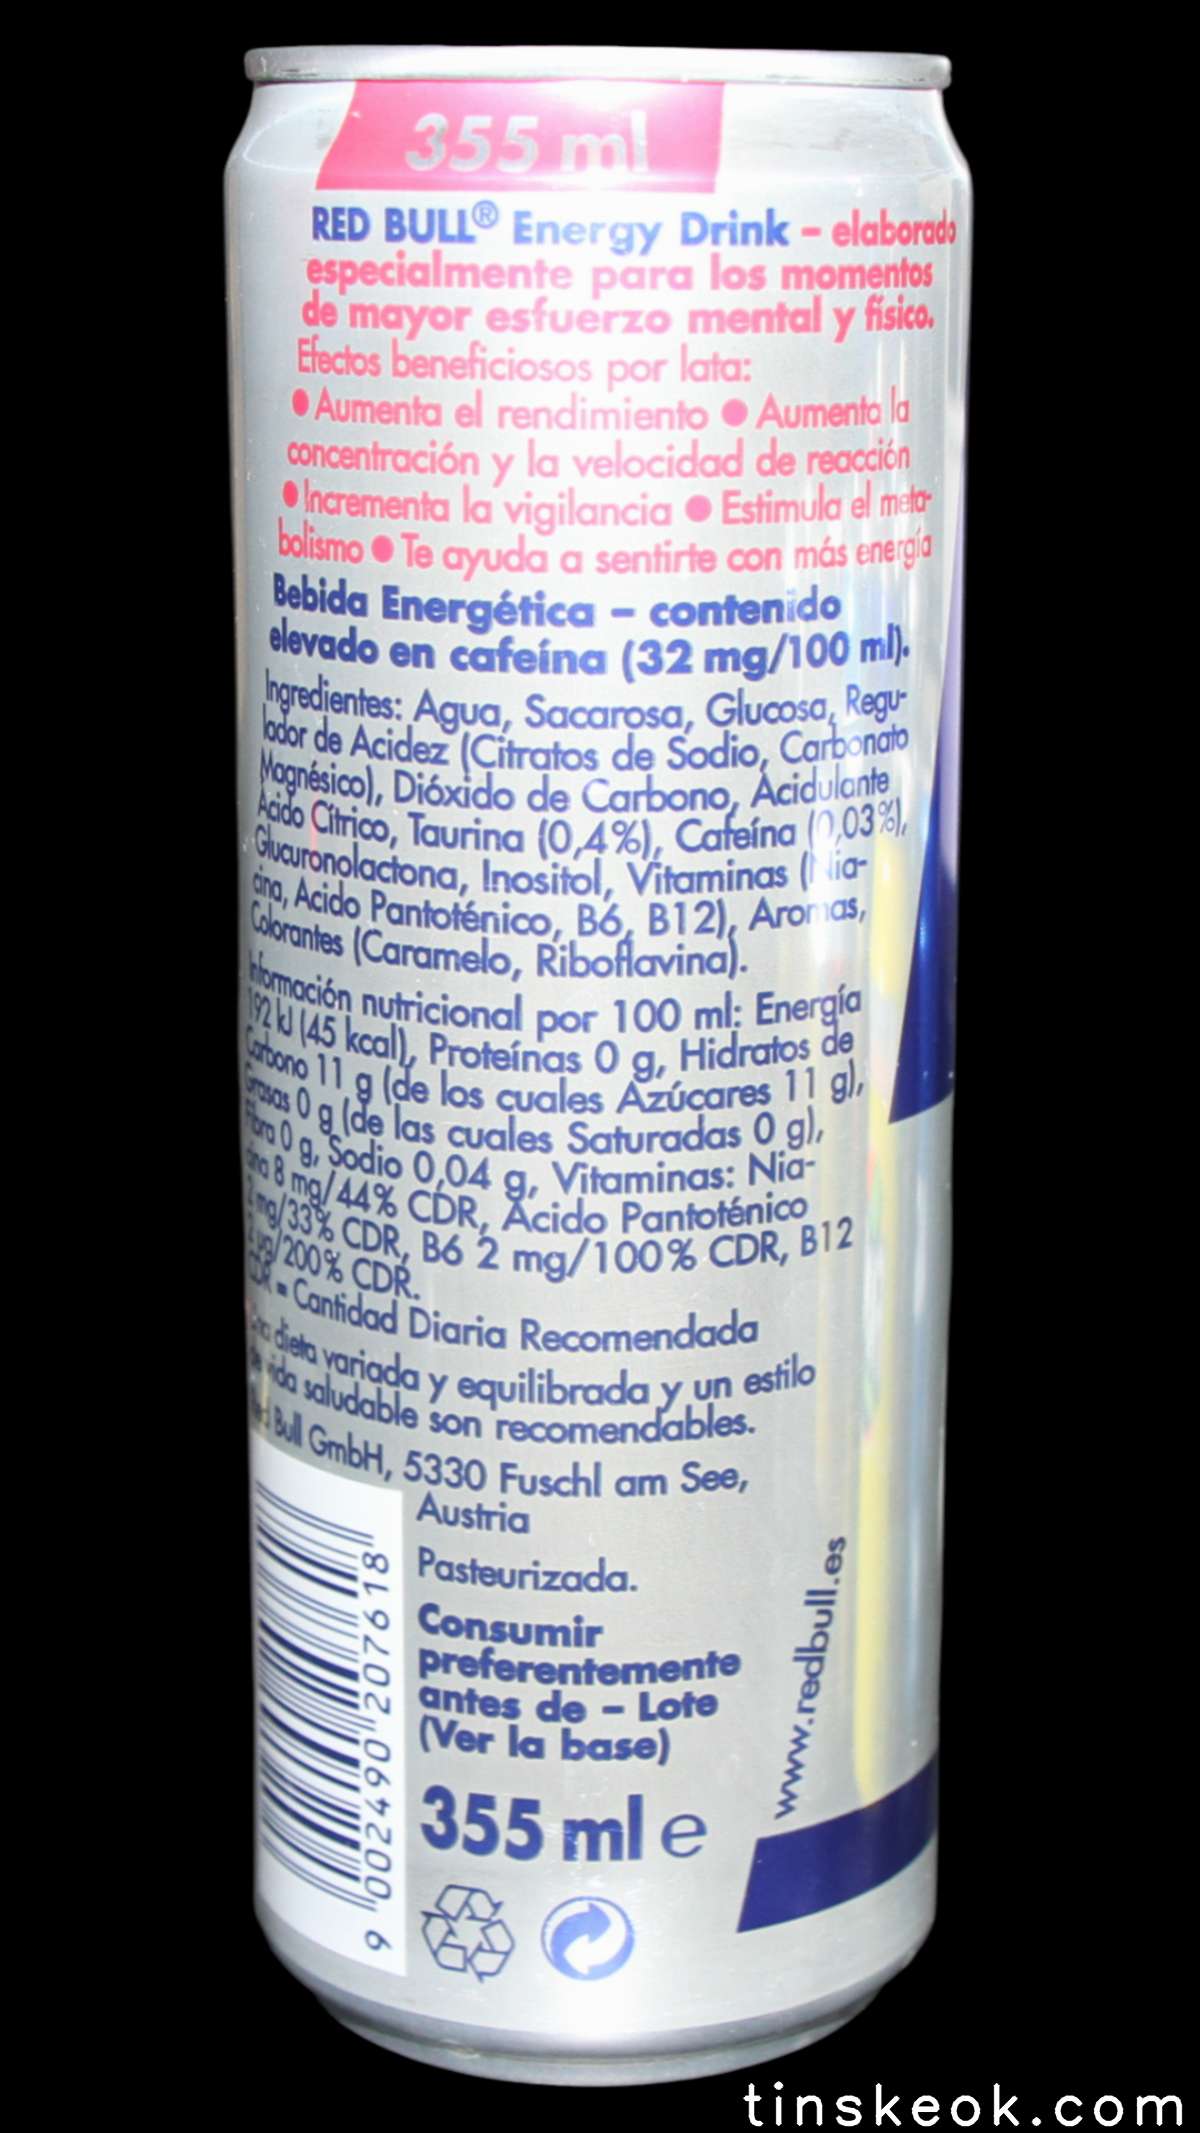 355 ml
RED BULL® Energy Drink – elaborado
especialmente para los momentos
de mayor esfuerzo mental y físico.
Efectos beneficiosos por lata:
● Aumenta el rendimiento ● Aumenta la
concentración y la velocidad de reacción
● Incrementa la vigilancia ● Estimula el meta-
bolismo ● Te ayuda a sentirte con más energía
Bebida Energética – contenido
elevado en cafeína (32 mg/100 ml).
Ingredientes: Agua, Sacarosa, Glucosa, Regu-
lador de Acidez (Citratos de Sodio, Carbonato
Magnésico), Dióxido de Carbono, Acidulante
Ácido Cítrico, Taurina (0,4%), Cafeína (0,03%),
Glucuronolactona, Inositol, Vitaminas (Nia-
cina, Ácido Pantoténico, B6, B12), Aromas,
Colorantes (Caramelo, Riboflavina).
Información nutricional por 100 ml: Energía
192 kJ (45 kcal), Proteínas 0 g, Hidratos de
Carbono 11 g (de los cuales Azúcares 11 g),
Grasas 0 g (de las cuales Saturadas 0 g),
Fibra 0 g, Sodio 0,04 g, Vitaminas: Nia-
cina 8 mg/44% CDR, Ácido Pantoténico
2 mg/33% CDR, B6 2 mg/100% CDR, B12
2 µg/200% CDR.
CDR = Cantidad Diaria Recomendada
Una dieta variada y equilibrada y un estilo
de vida saludable son recomendables.
Red Bull GmbH, 5330 Fuschl am See,
Austria
Pasteurizada.
Consumir
preferentemente
antes de – Lote
(Ver la base)
355 ml e
www.redbull.es
9 002490 207618
tinskeok.com